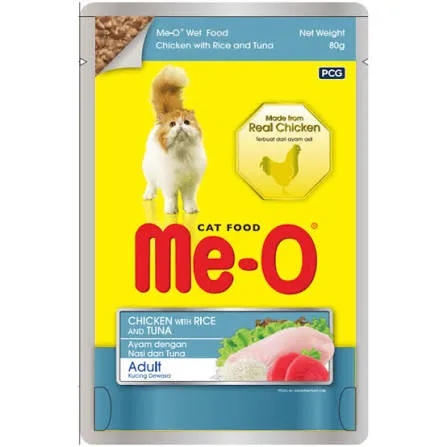 Me-O™ Wet Food
Chicken with Rice and Tuna
Net Weight
80g
PCG
Made from
Real Chicken
Terbuat dari ayam asli
CAT FOOD
Me-O®
CHICKEN WITH RICE
AND TUNA
Ayam dengan
Nasi dan Tuna
Adult
Kucing Dewasa